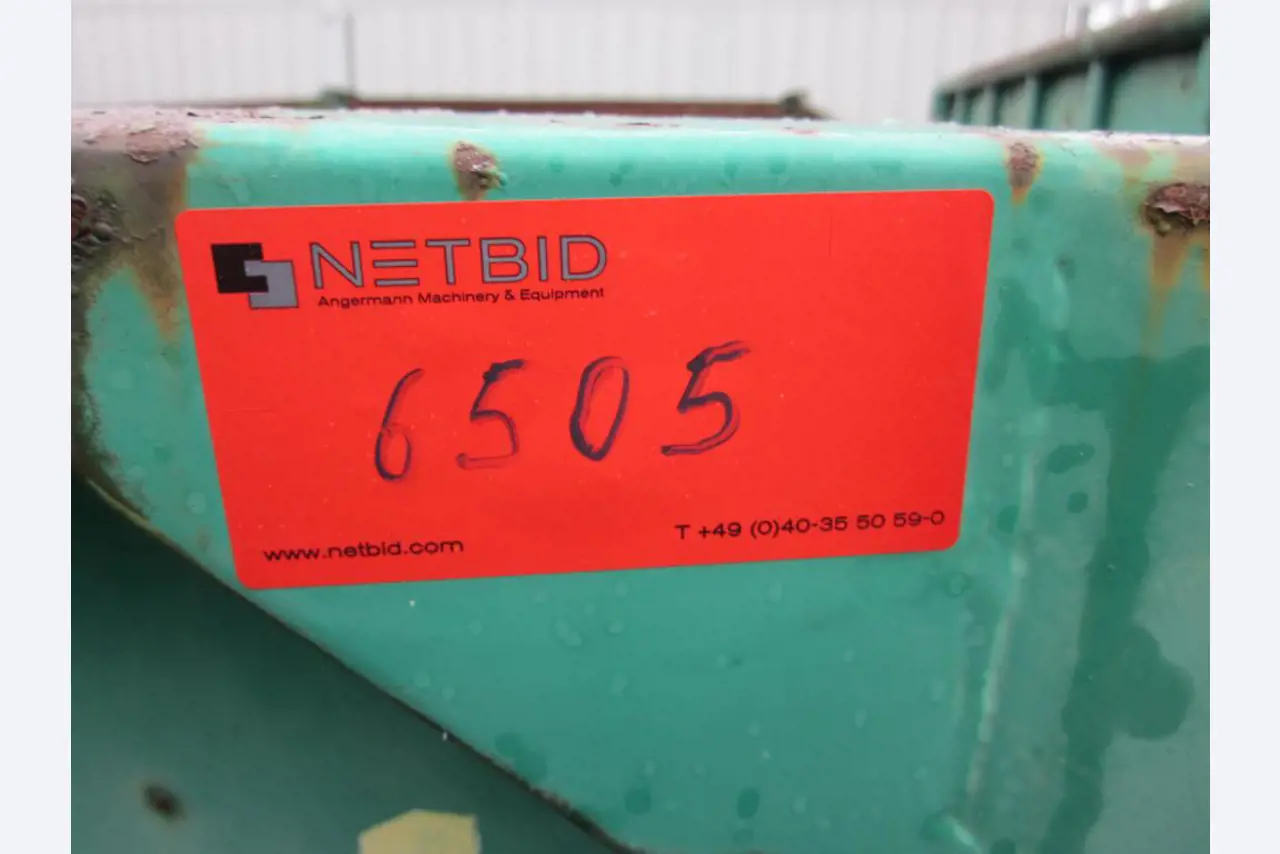 NETBID
Angermann Machinery & Equipment
6505
www.netbid.com
T +49 (0)40-35 50 59-0